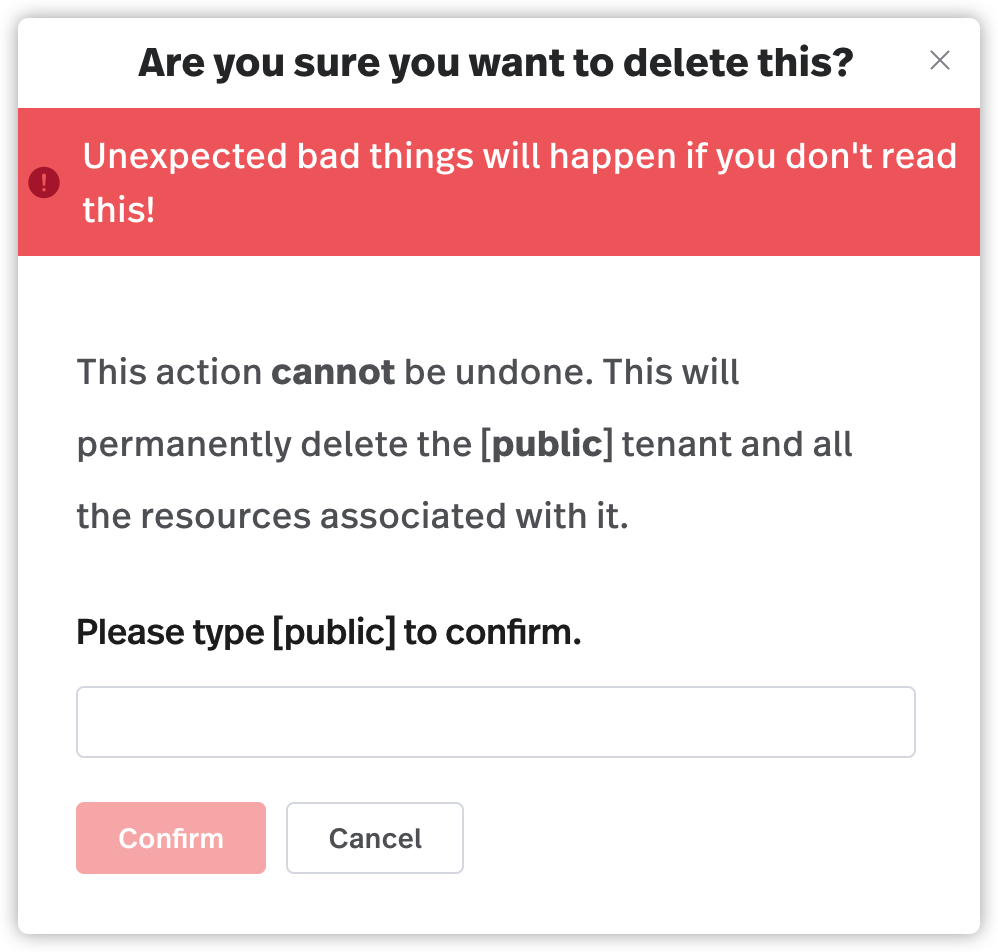 Are you sure you want to delete this?
!
Unexpected bad things will happen if you don't read
this!
This action cannot be undone. This will
permanently delete the [public] tenant and all
the resources associated with it.
Please type [public] to confirm.
Confirm
Cancel